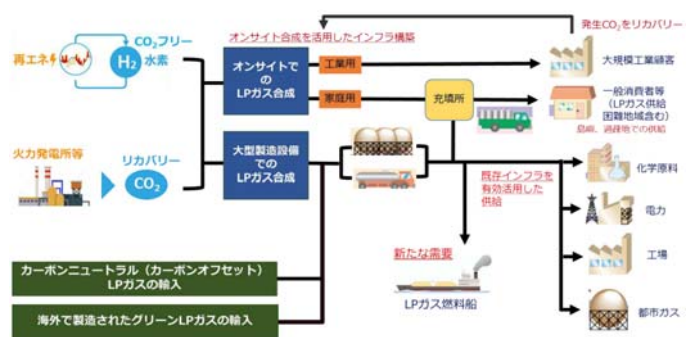 オンサイト合成を活用したインフラ構築
発生CO₂をリカバリー
再エネ
CO₂フリー
水素
H₂
オンサイトでの
LPガス合成
工業用
家庭用
充填所
大規模工業顧客
一般消費者等
(LPガス供給
困難地域含む)
島嶼、過疎地での供給
火力発電所等
リカバリー
CO₂
大型製造設備
での
LPガス合成
既存インフラを
有効活用した
供給
化学原料
電力
工場
都市ガス
新たな需要
LPガス燃料船
カーボンニュートラル(カーボンオフセット)
LPガスの輸入
海外で製造されたグリーンLPガスの輸入